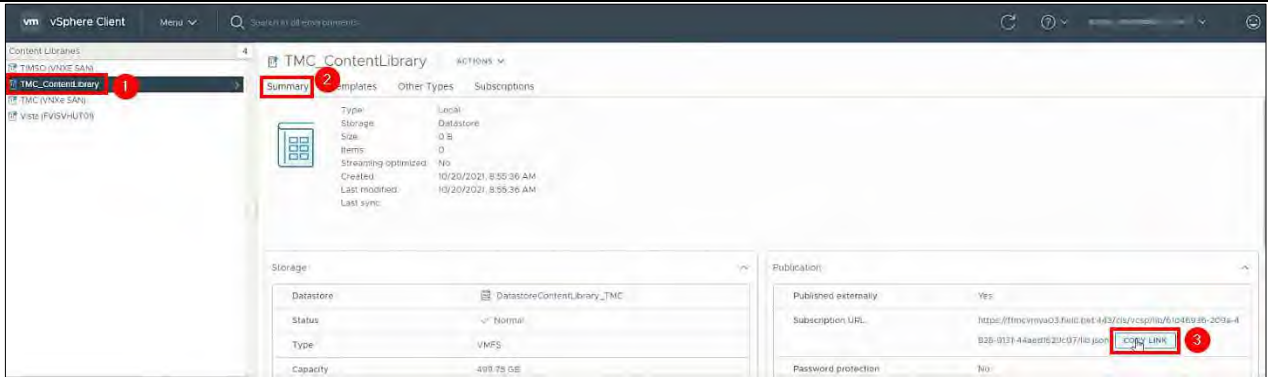 vm vSphere Client Menu Search in all environments
Content Libraries 4
TIMSO (VNXE SAN)
TMC_ContentLibrary 1
TMC (VNXe SAN)
TMC_ContentLibrary ACTIONS
2
Summary Templates Other Types Subscriptions
Type: Local
Storage: Datastore
Size: 0 B
Items: 0
Streaming optimized: No
Created: 10/20/2021, 8:55:36 AM
Last modified: 10/20/2021, 8:55:36 AM
Last sync:
Storage
Datastore DatastoreContentLibrary_TMC
Status Normal
Type VMFS
Capacity 499.75 GB
Publication
Published externally Yes
Subscription URL
COPY LINK 3
Password protection No